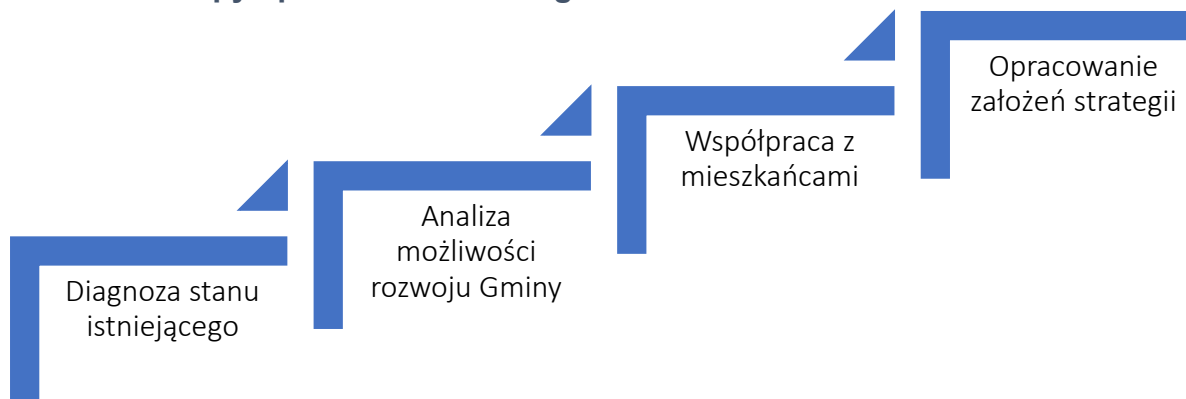 Diagnoza stanu
istniejącego
Analiza
możliwości
rozwoju Gminy
Współpraca z
mieszkańcami
Opracowanie
założeń strategii